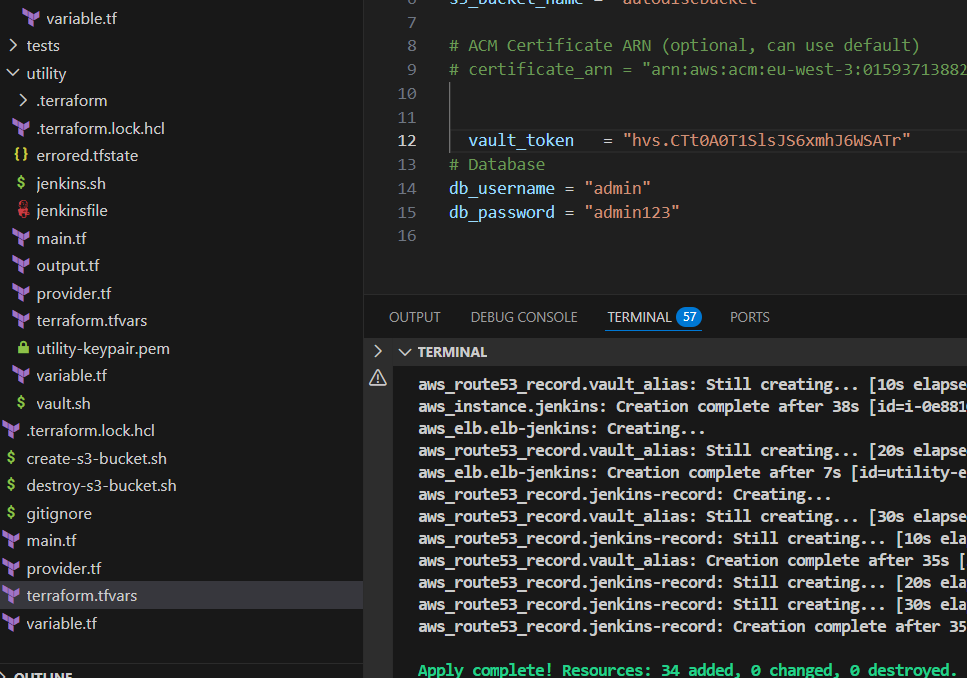 variable.tf
tests
utility
.terraform
.terraform.lock.hcl
errored.tfstate
jenkins.sh
jenkinsfile
main.tf
output.tf
provider.tf
terraform.tfvars
utility-keypair.pem
variable.tf
vault.sh
.terraform.lock.hcl
create-s3-bucket.sh
destroy-s3-bucket.sh
gitignore
main.tf
provider.tf
terraform.tfvars
variable.tf
OUTLINE
6 s3_bucket_name =
7
8 # ACM Certificate ARN (optional, can use default)
9 # certificate_arn = "arn:aws:acm:eu-west-3:01593713882
10
11
12 vault_token = "hvs.CTt0A0T1SlsJS6xmhJ6WSATr"
13 # Database
14 db_username = "admin"
15 db_password = "admin123"
16
OUTPUT DEBUG CONSOLE TERMINAL 57 PORTS
TERMINAL
aws_route53_record.vault_alias: Still creating... [10s elapse
aws_instance.jenkins: Creation complete after 38s [id=i-0e881
aws_elb.elb-jenkins: Creating...
aws_route53_record.vault_alias: Still creating... [20s elapse
aws_elb.elb-jenkins: Creation complete after 7s [id=utility-e
aws_route53_record.jenkins-record: Creating...
aws_route53_record.vault_alias: Still creating... [30s elapse
aws_route53_record.jenkins-record: Still creating... [10s ela
aws_route53_record.vault_alias: Creation complete after 35s [
aws_route53_record.jenkins-record: Still creating... [20s ela
aws_route53_record.jenkins-record: Still creating... [30s ela
aws_route53_record.jenkins-record: Creation complete after 35
Apply complete! Resources: 34 added, 0 changed, 0 destroyed.